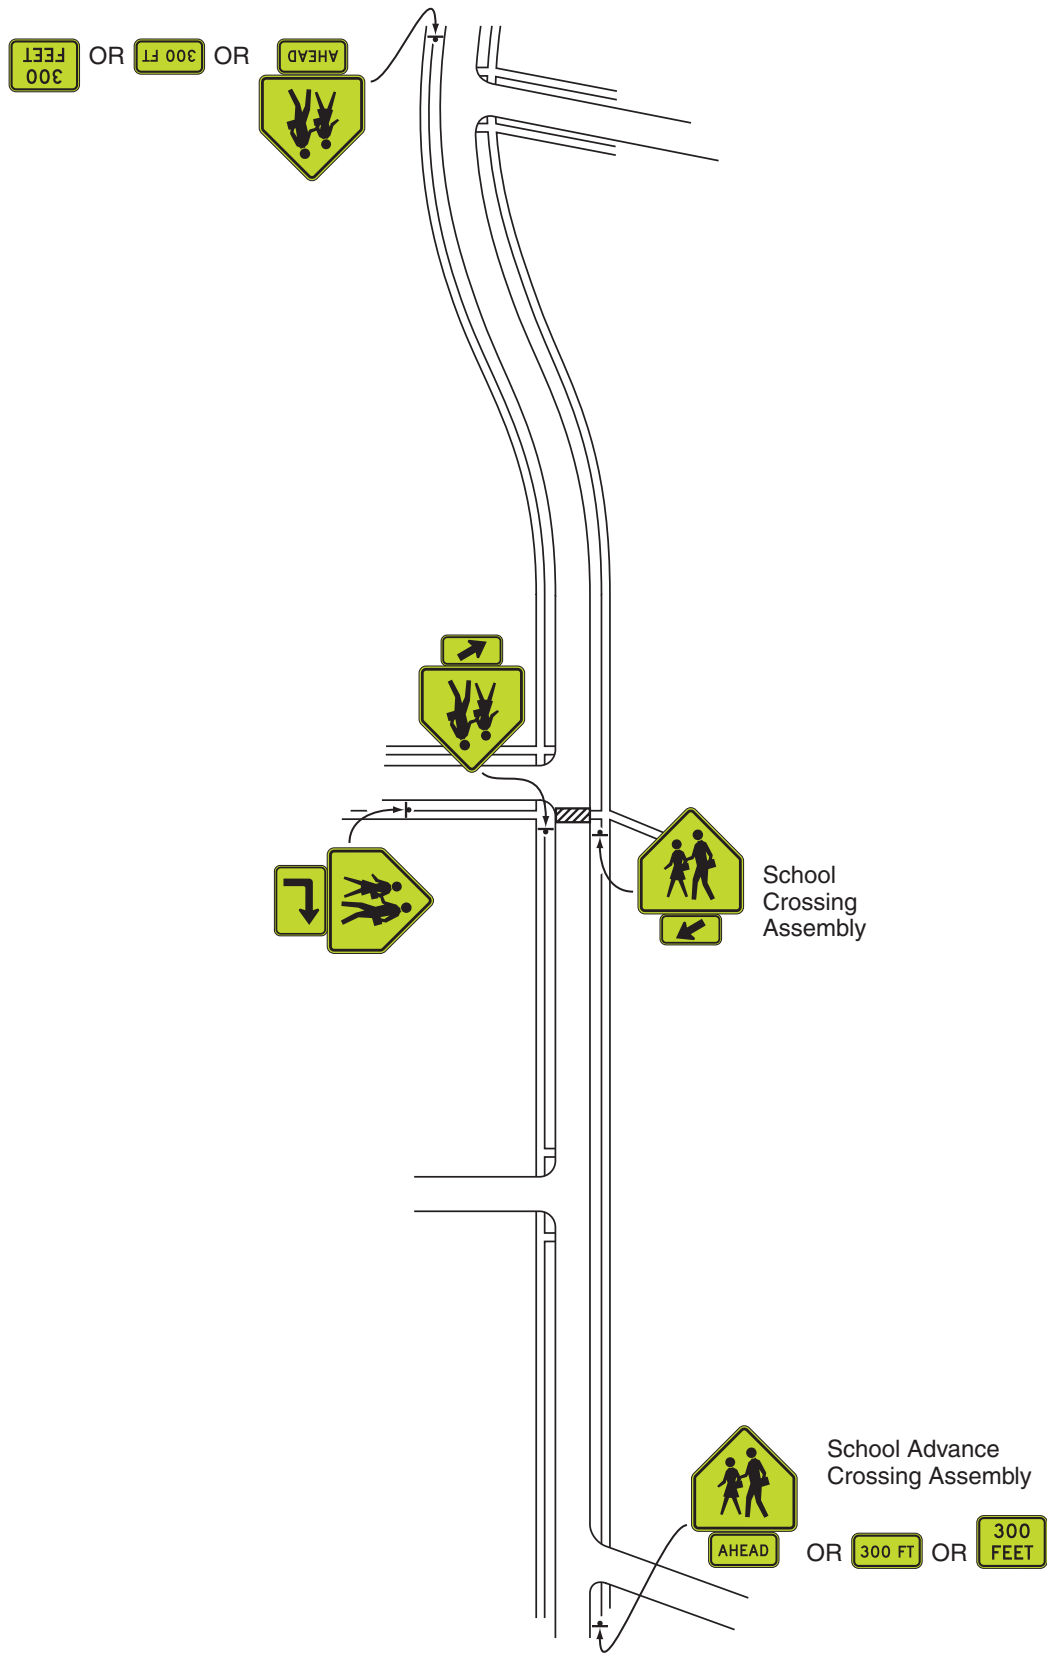 300
FEET
OR
300 FT
OR
AHEAD
School
Crossing
Assembly
School Advance
Crossing Assembly
AHEAD
OR
300 FT
OR
300
FEET